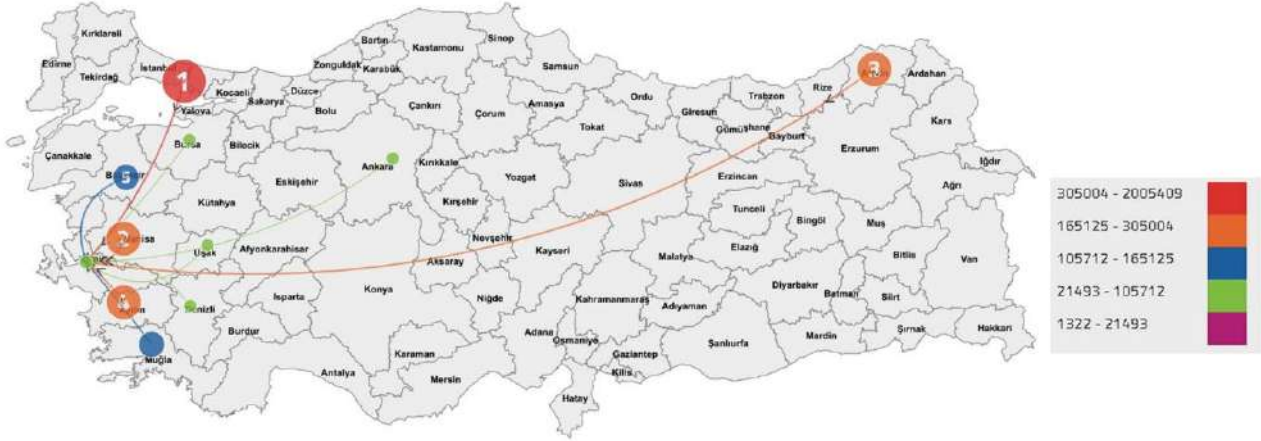 Kırklareli
Edirne
Tekirdağ
İstanbul
1
Kocaeli
Yalova
Sakarya
Düzce
Zonguldak
Bartın
Karabük
Kastamonu
Sinop
Samsun
Ordu
Giresun
Trabzon
Rize
3
Ardahan
Kars
Iğdır
Ağrı
Çanakkale
Bursa
Bilecik
Bolu
Çankırı
Çorum
Amasya
Tokat
Bayburt
Erzurum
5
Kütahya
Eskişehir
Ankara
Kırıkkale
Yozgat
Sivas
Erzincan
Kırşehir
Tunceli
Bingöl
Muş
2
Uşak
Afyonkarahisar
Nevşehir
Aksaray
Kayseri
Malatya
Elazığ
Bitlis
Van
4
Denizli
Isparta
Konya
Niğde
Kahramanmaraş
Adıyaman
Diyarbakır
Batman
Siirt
Şırnak
Hakkari
Muğla
Burdur
Antalya
Karaman
Mersin
Adana
Osmaniye
Gaziantep
Kilis
Hatay
Şanlıurfa
Mardin
305004 - 2005409
165125 - 305004
105712 - 165125
21493 - 105712
1322 - 21493